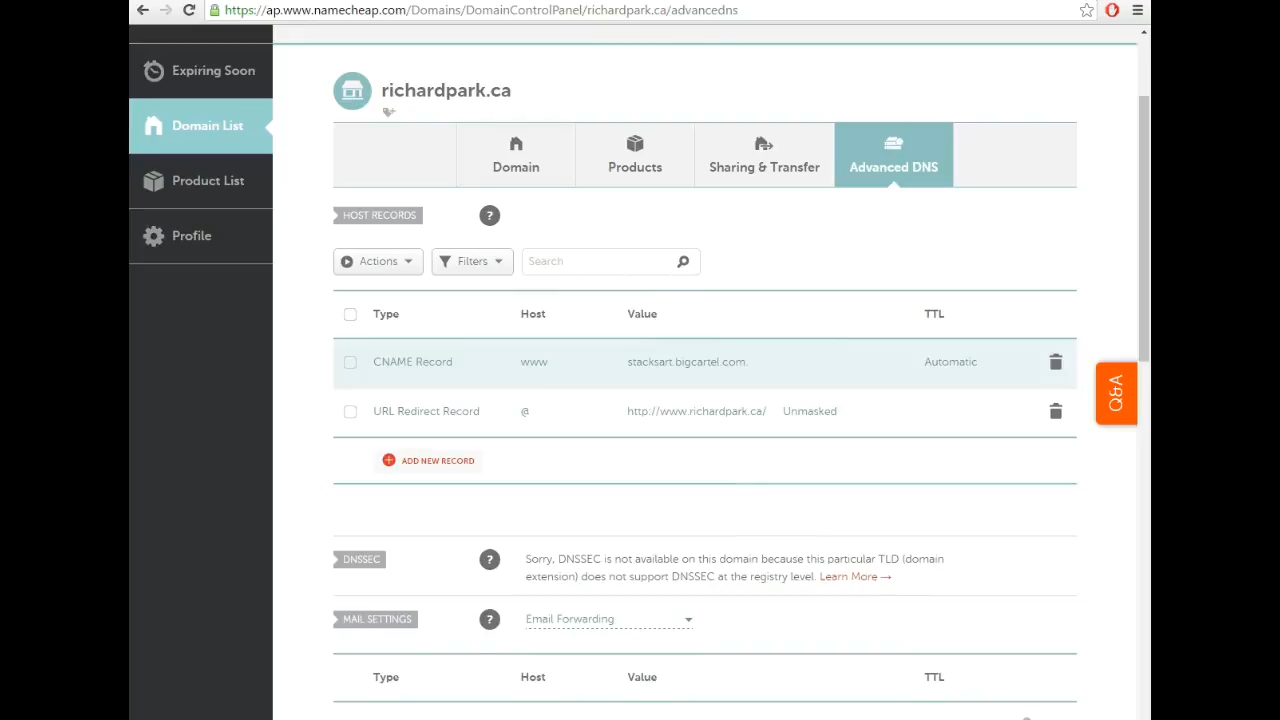 https://ap.www.namecheap.com/Domains/DomainControlPanel/richardpark.ca/advancedns
Expiring Soon
Domain List
Product List
Profile
richardpark.ca
Domain
Products
Sharing & Transfer
Advanced DNS
HOST RECORDS
?
Actions
Filters
Search
Type Host Value TTL
CNAME Record www stacksart.bigcartel.com. Automatic
URL Redirect Record @ http://www.richardpark.ca/ Unmasked
ADD NEW RECORD
Q&A
DNSSEC
?
Sorry, DNSSEC is not available on this domain because this particular TLD (domain
extension) does not support DNSSEC at the registry level. Learn More →
MAIL SETTINGS
?
Email Forwarding
Type Host Value TTL